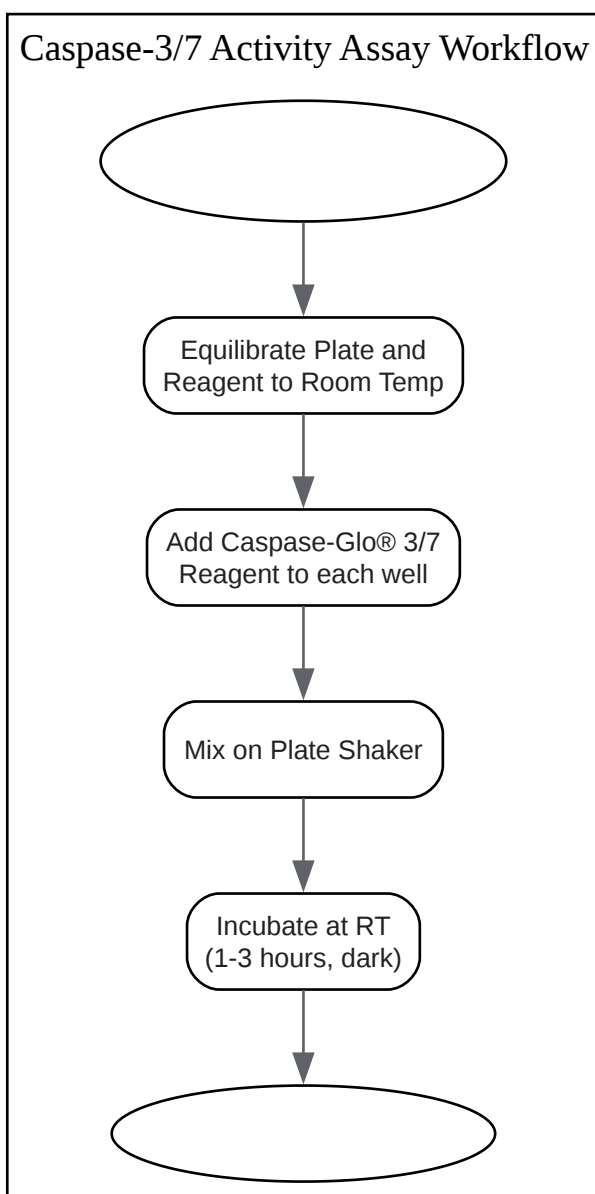 Caspase-3/7 Activity Assay Workflow
Equilibrate Plate and
Reagent to Room Temp
Add Caspase-Glo® 3/7
Reagent to each well
Mix on Plate Shaker
Incubate at RT
(1-3 hours, dark)